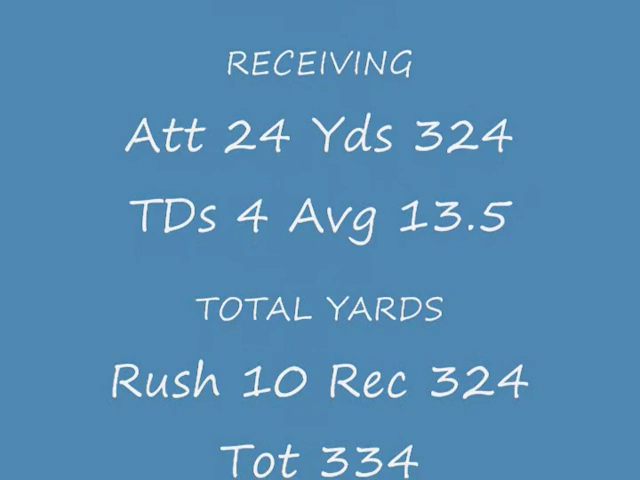 RECEIVING
Att 24 Yds 324
TDs 4 Avg 13.5
TOTAL YARDS
Rush 10 Rec 324
Tot 334